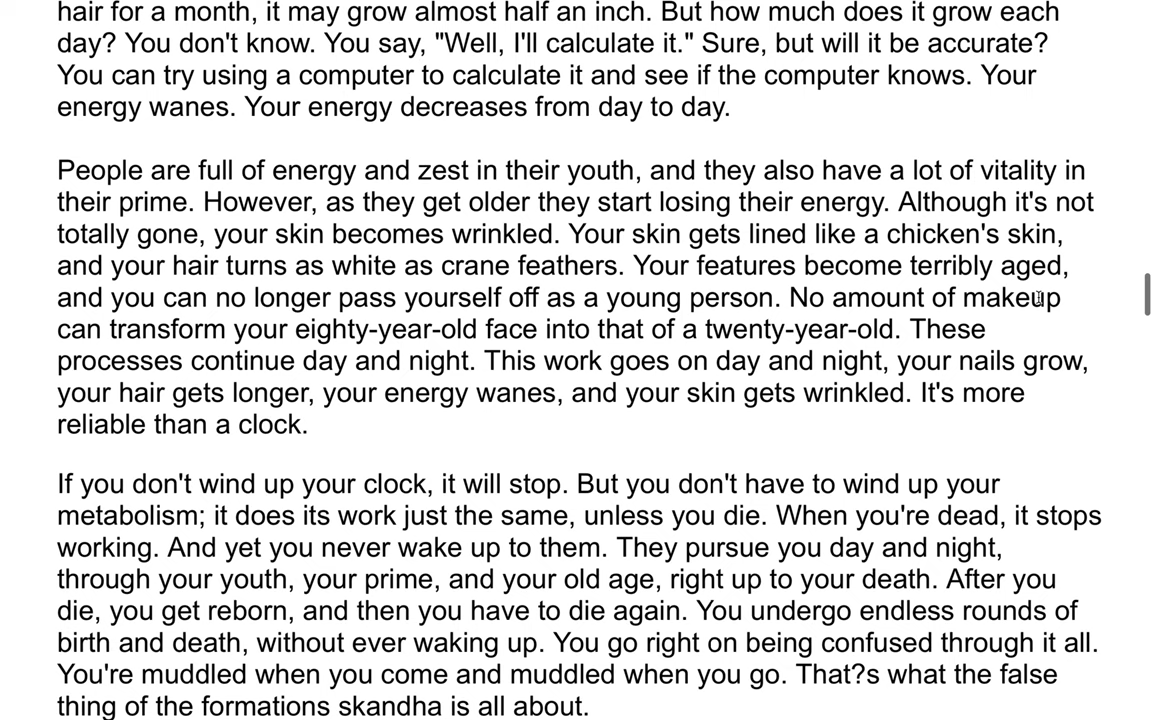 hair for a month, it may grow almost half an inch. But how much does it grow each
day? You don't know. You say, "Well, I'll calculate it." Sure, but will it be accurate?
You can try using a computer to calculate it and see if the computer knows. Your
energy wanes. Your energy decreases from day to day.
People are full of energy and zest in their youth, and they also have a lot of vitality in
their prime. However, as they get older they start losing their energy. Although it's not
totally gone, your skin becomes wrinkled. Your skin gets lined like a chicken's skin,
and your hair turns as white as crane feathers. Your features become terribly aged,
and you can no longer pass yourself off as a young person. No amount of makeup
can transform your eighty-year-old face into that of a twenty-year-old. These
processes continue day and night. This work goes on day and night, your nails grow,
your hair gets longer, your energy wanes, and your skin gets wrinkled. It's more
reliable than a clock.
If you don't wind up your clock, it will stop. But you don't have to wind up your
metabolism; it does its work just the same, unless you die. When you're dead, it stops
working. And yet you never wake up to them. They pursue you day and night,
through your youth, your prime, and your old age, right up to your death. After you
die, you get reborn, and then you have to die again. You undergo endless rounds of
birth and death, without ever waking up. You go right on being confused through it all.
You're muddled when you come and muddled when you go. That?s what the false
thing of the formations skandha is all about.